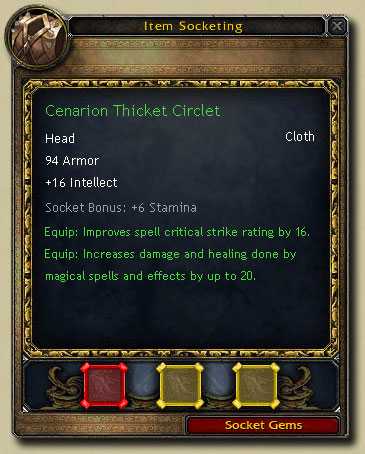 Item Socketing
Cenarion Thicket Circlet
Head
Cloth
94 Armor
+16 Intellect
Socket Bonus: +6 Stamina
Equip: Improves spell critical strike rating by 16.
Equip: Increases damage and healing done by
magical spells and effects by up to 20.
Socket Gems